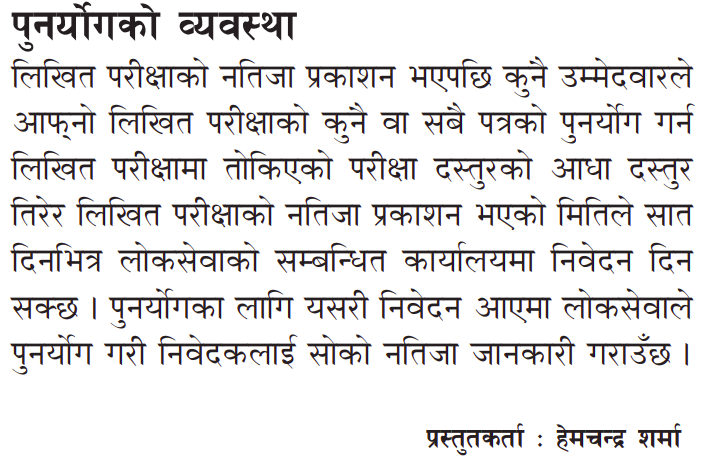 पुनर्योगको व्यवस्था
लिखित परीक्षाको नतिजा प्रकाशन भएपछि कुनै उम्मेदवारले
आफ्‌नो लिखित परीक्षाको कुनै वा सबै पत्रको पुनर्योग गर्न
लिखित परीक्षामा तोकिएको परीक्षा दस्तुरको आधा दस्तुर
तिरेर लिखित परीक्षाको नतिजा प्रकाशन भएको मितिले सात
दिनभित्र लोकसेवाको सम्बन्धित कार्यालयमा निवेदन दिन
सक्छ । पुनर्योगका लागि यसरी निवेदन आएमा लोकसेवाले
पुनर्योग गरी निवेदकलाई सोको नतिजा जानकारी गराउँछ ।
प्रस्तुतकर्ता : हेमचन्द्र शर्मा